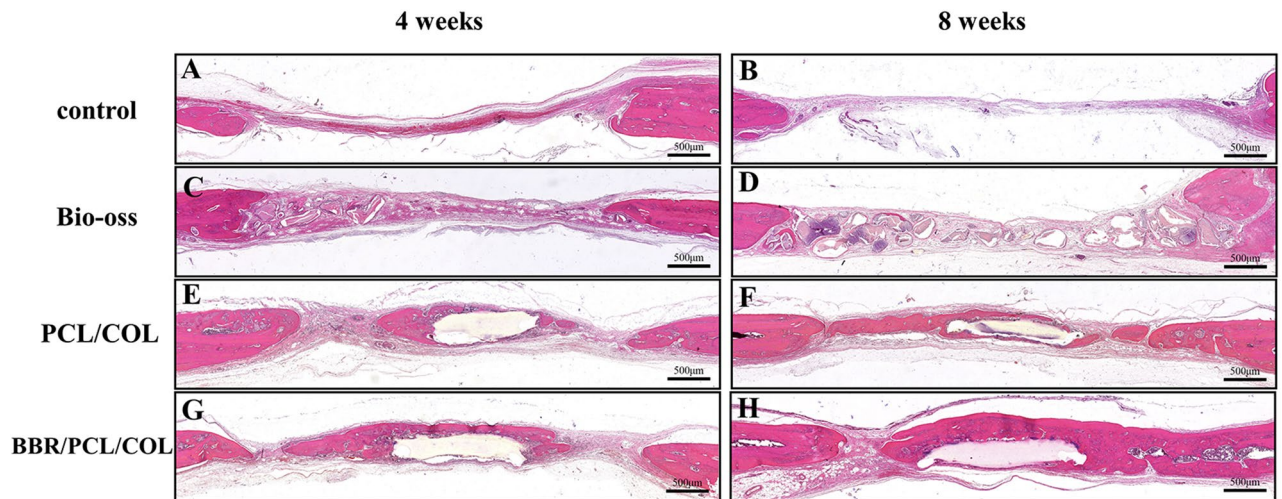 4 weeks 8 weeks
control A 500μm B 500μm
Bio-oss C 500μm D 500μm
PCL/COL E 500μm F 500μm
BBR/PCL/COL G 500μm H 500μm